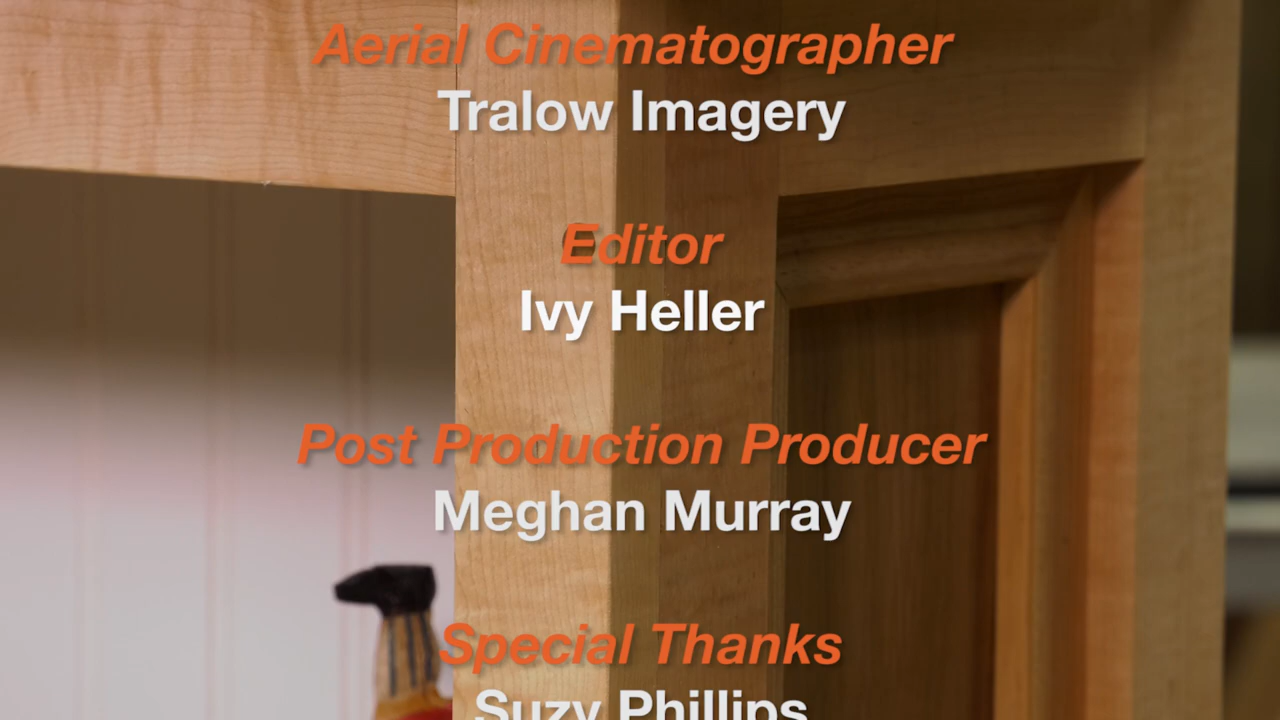 Aerial Cinematographer
Tralow Imagery
Editor
Ivy Heller
Post Production Producer
Meghan Murray
Special Thanks
Suzy Phillips